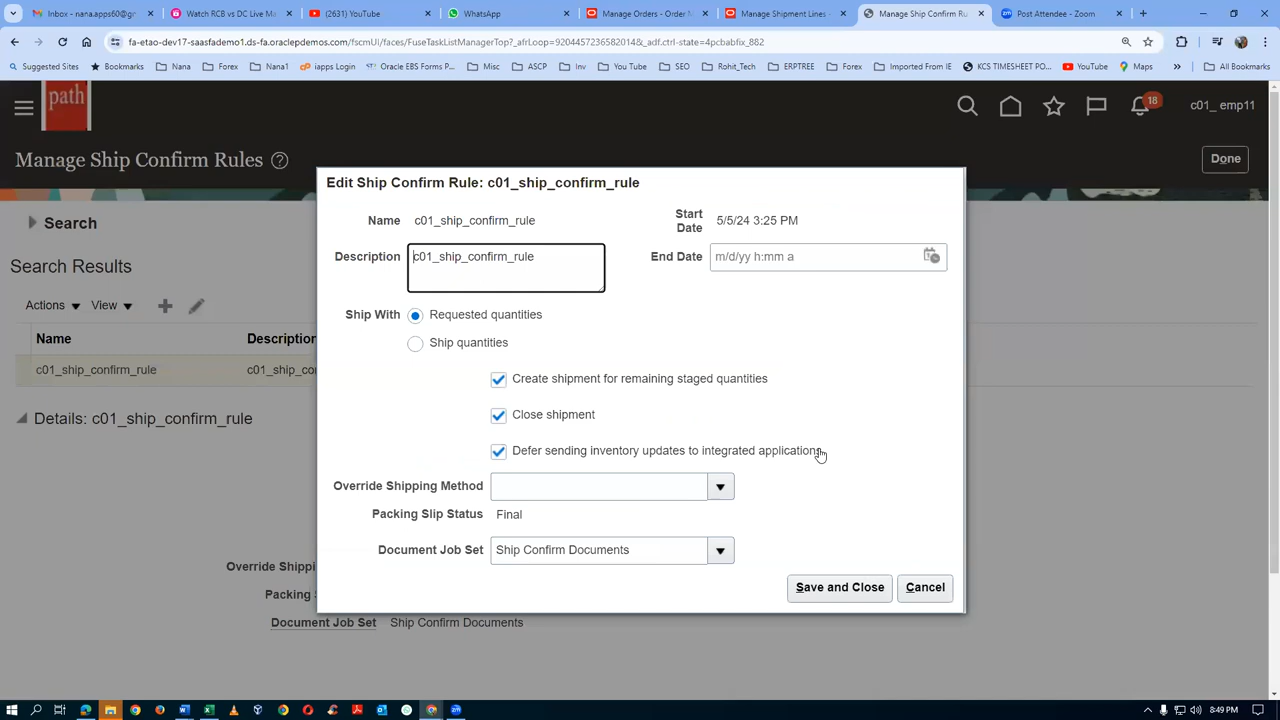 Inbox - nana.apps60@gr
Watch RCB vs DC Live M
(2631) YouTube
WhatsApp
Manage Orders - Order M
Manage Shipment Lines -
Manage Ship Confirm Ru
Post Attendee - Zoom
fa-etao-dev17-saasfademo1.ds-fa.oraclepdemos.com/fscmUI/faces/FuseTaskListManagerTop?_afrLoop=92044572365820148&_adf.ctrl-state=4pcbabfix_882
Suggested Sites
Bookmarks
Nana
Forex
Nana1
iapps Login
Oracle EBS Forms P...
Misc
ASCP
Inv
You Tube
SEO
Rohit_Tech
ERPTREE
Forex
Imported From IE
KCS TIMESHEET PO...
YouTube
Maps
All Bookmarks
path
18
c01_ emp11
Manage Ship Confirm Rules
Done
Search
Search Results
Actions View
Name Description
c01_ship_confirm_rule c01_ship_co
Details: c01_ship_confirm_rule
Override Shippi
Packing
Document Job Set Ship Confirm Documents
Edit Ship Confirm Rule: c01_ship_confirm_rule
Name c01_ship_confirm_rule
Start Date 5/5/24 3:25 PM
Description c01_ship_confirm_rule
End Date m/d/yy h:mm a
Ship With Requested quantities
Ship quantities
Create shipment for remaining staged quantities
Close shipment
Defer sending inventory updates to integrated applications
Override Shipping Method
Packing Slip Status Final
Document Job Set Ship Confirm Documents
Save and Close Cancel
8:49 PM